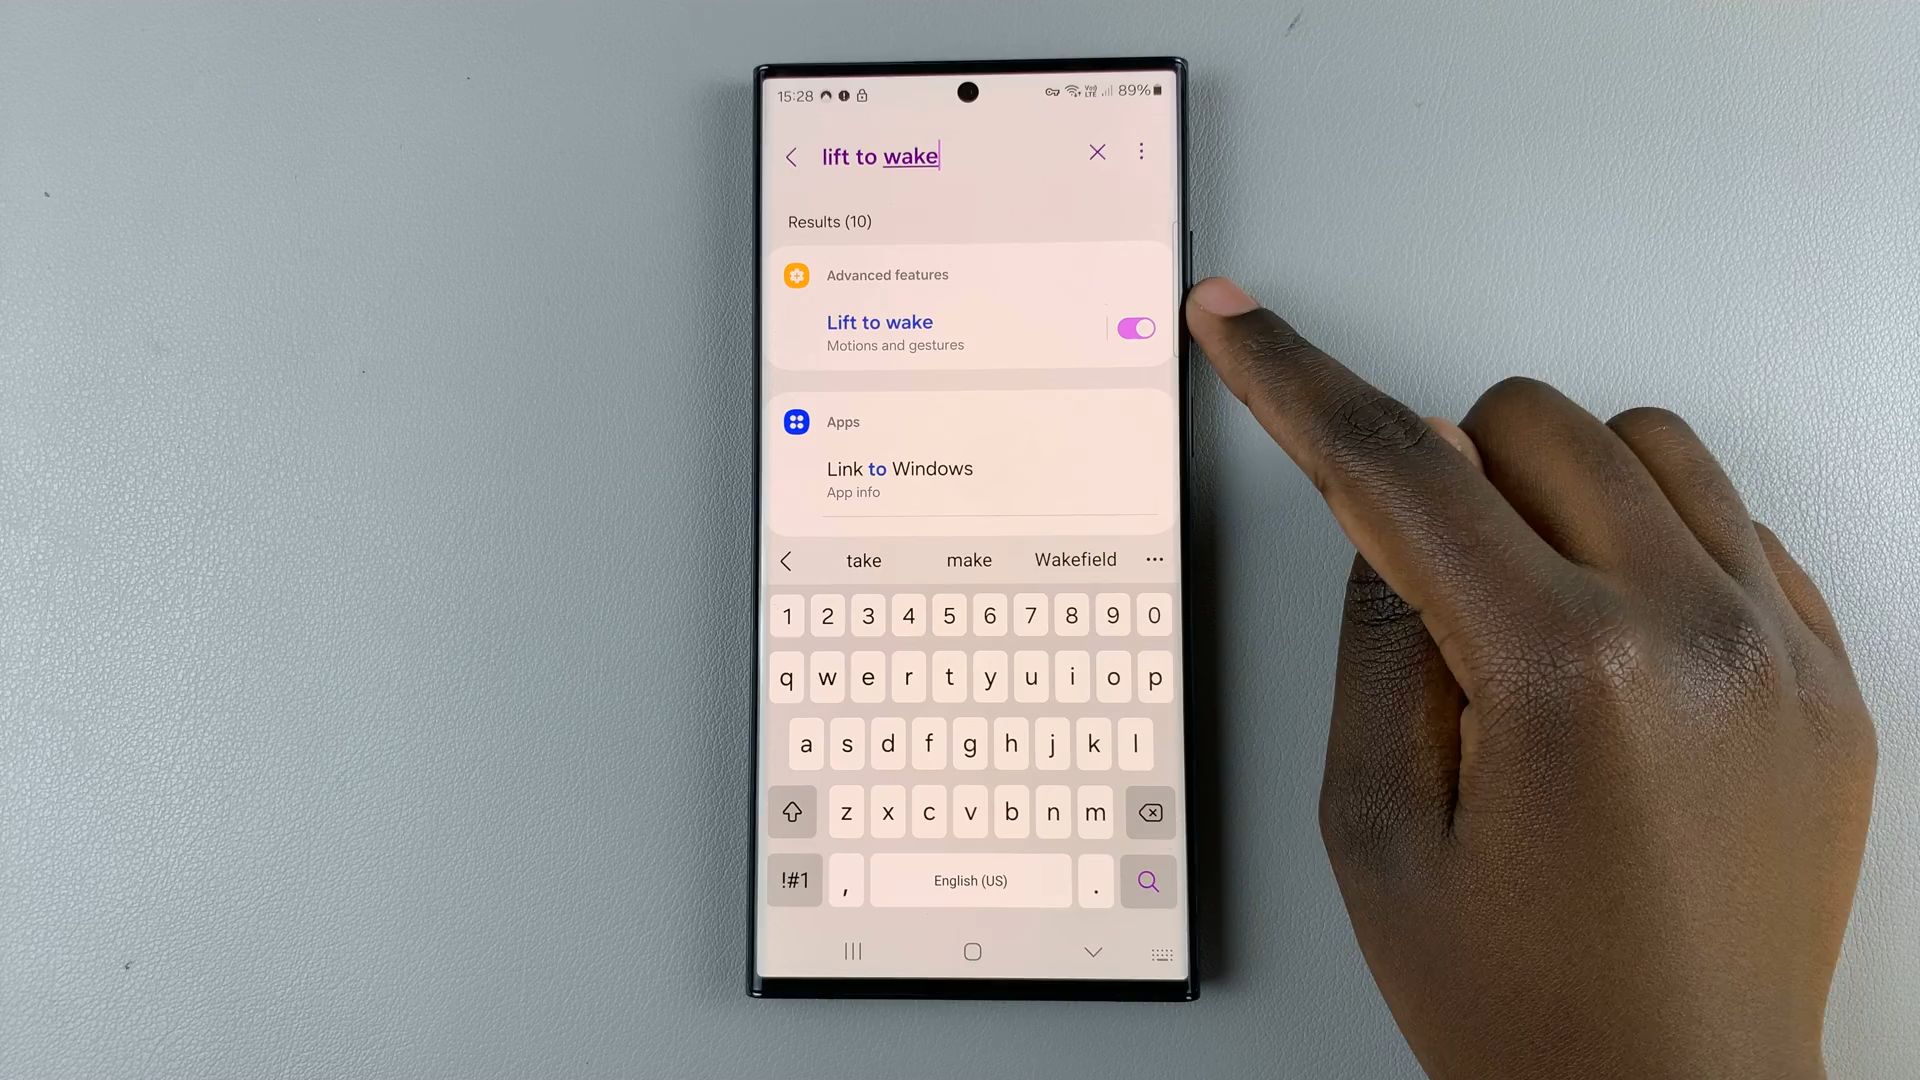 15:28 89%
lift to wake
Results (10)
Advanced features
Lift to wake
Motions and gestures
Apps
Link to Windows
App info
take make Wakefield
1 2 3 4 5 6 7 8 9 0
q w e r t y u i o p
a s d f g h j k l
z x c v b n m
!#1 , English (US) .